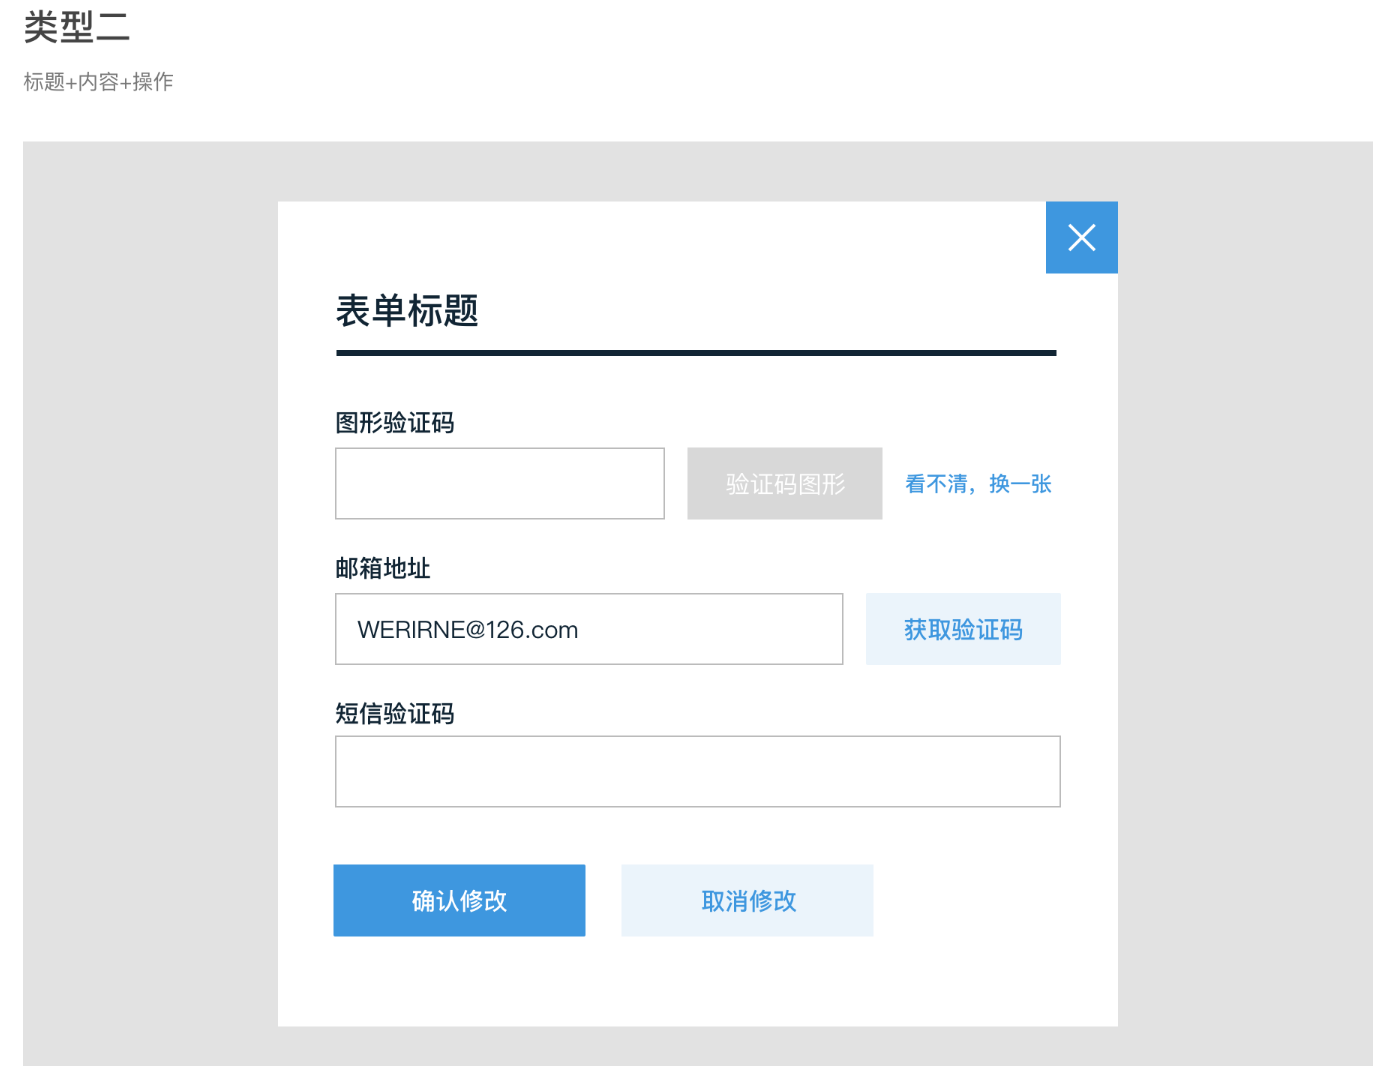 类型二
标题+内容+操作
表单标题
图形验证码
验证码图形
看不清，换一张
邮箱地址
WERIRNE@126.com
获取验证码
短信验证码
确认修改
取消修改